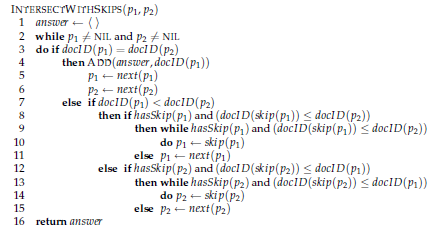 INTERSECTWITHSKIPS(p1, p2)
1 answer ← ⟨ ⟩
2 while p1 ≠ NIL and p2 ≠ NIL
3 do if docID(p1) = docID(p2)
4 then ADD(answer, docID(p1))
5 p1 ← next(p1)
6 p2 ← next(p2)
7 else if docID(p1) < docID(p2)
8 then if hasSkip(p1) and (docID(skip(p1)) ≤ docID(p2))
9 then while hasSkip(p1) and (docID(skip(p1)) ≤ docID(p2))
10 do p1 ← skip(p1)
11 else p1 ← next(p1)
12 else if hasSkip(p2) and (docID(skip(p2)) ≤ docID(p1))
13 then while hasSkip(p2) and (docID(skip(p2)) ≤ docID(p1))
14 do p2 ← skip(p2)
15 else p2 ← next(p2)
16 return answer